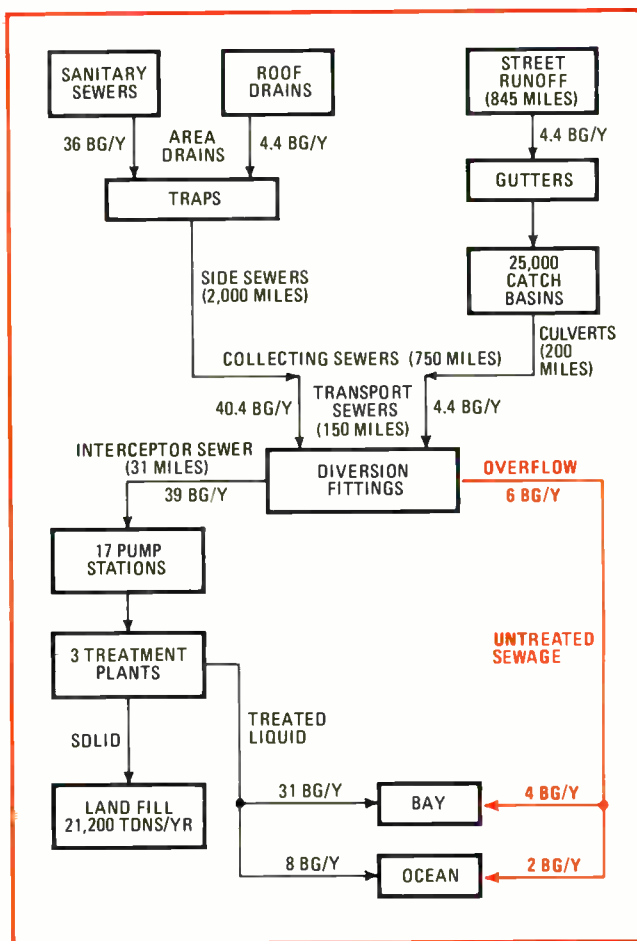 SANITARY
SEWERS
ROOF
DRAINS
STREET
RUNOFF
(845 MILES)
36 BG/Y
AREA
DRAINS
4.4 BG/Y
4.4 BG/Y
TRAPS
GUTTERS
SIDE SEWERS
(2,000 MILES)
25,000
CATCH
BASINS
CULVERTS
(200
MILES)
COLLECTING SEWERS (750 MILES)
40.4 BG/Y
TRANSPORT
SEWERS
(150 MILES)
4.4 BG/Y
INTERCEPTOR SEWER
(31 MILES)
39 BG/Y
DIVERSION
FITTINGS
OVERFLOW
6 BG/Y
17 PUMP
STATIONS
3 TREATMENT
PLANTS
UNTREATED
SEWAGE
SOLID
TREATED
LIQUID
LAND FILL
21,200 TONS/YR
31 BG/Y
BAY
4 BG/Y
8 BG/Y
OCEAN
2 BG/Y